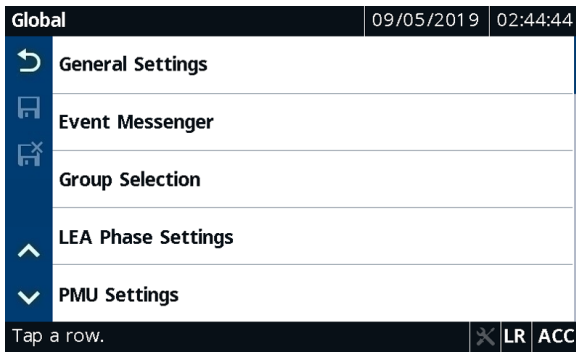 Global 09/05/2019 02:44:44
General Settings
Event Messenger
Group Selection
LEA Phase Settings
PMU Settings
Tap a row. LR ACC